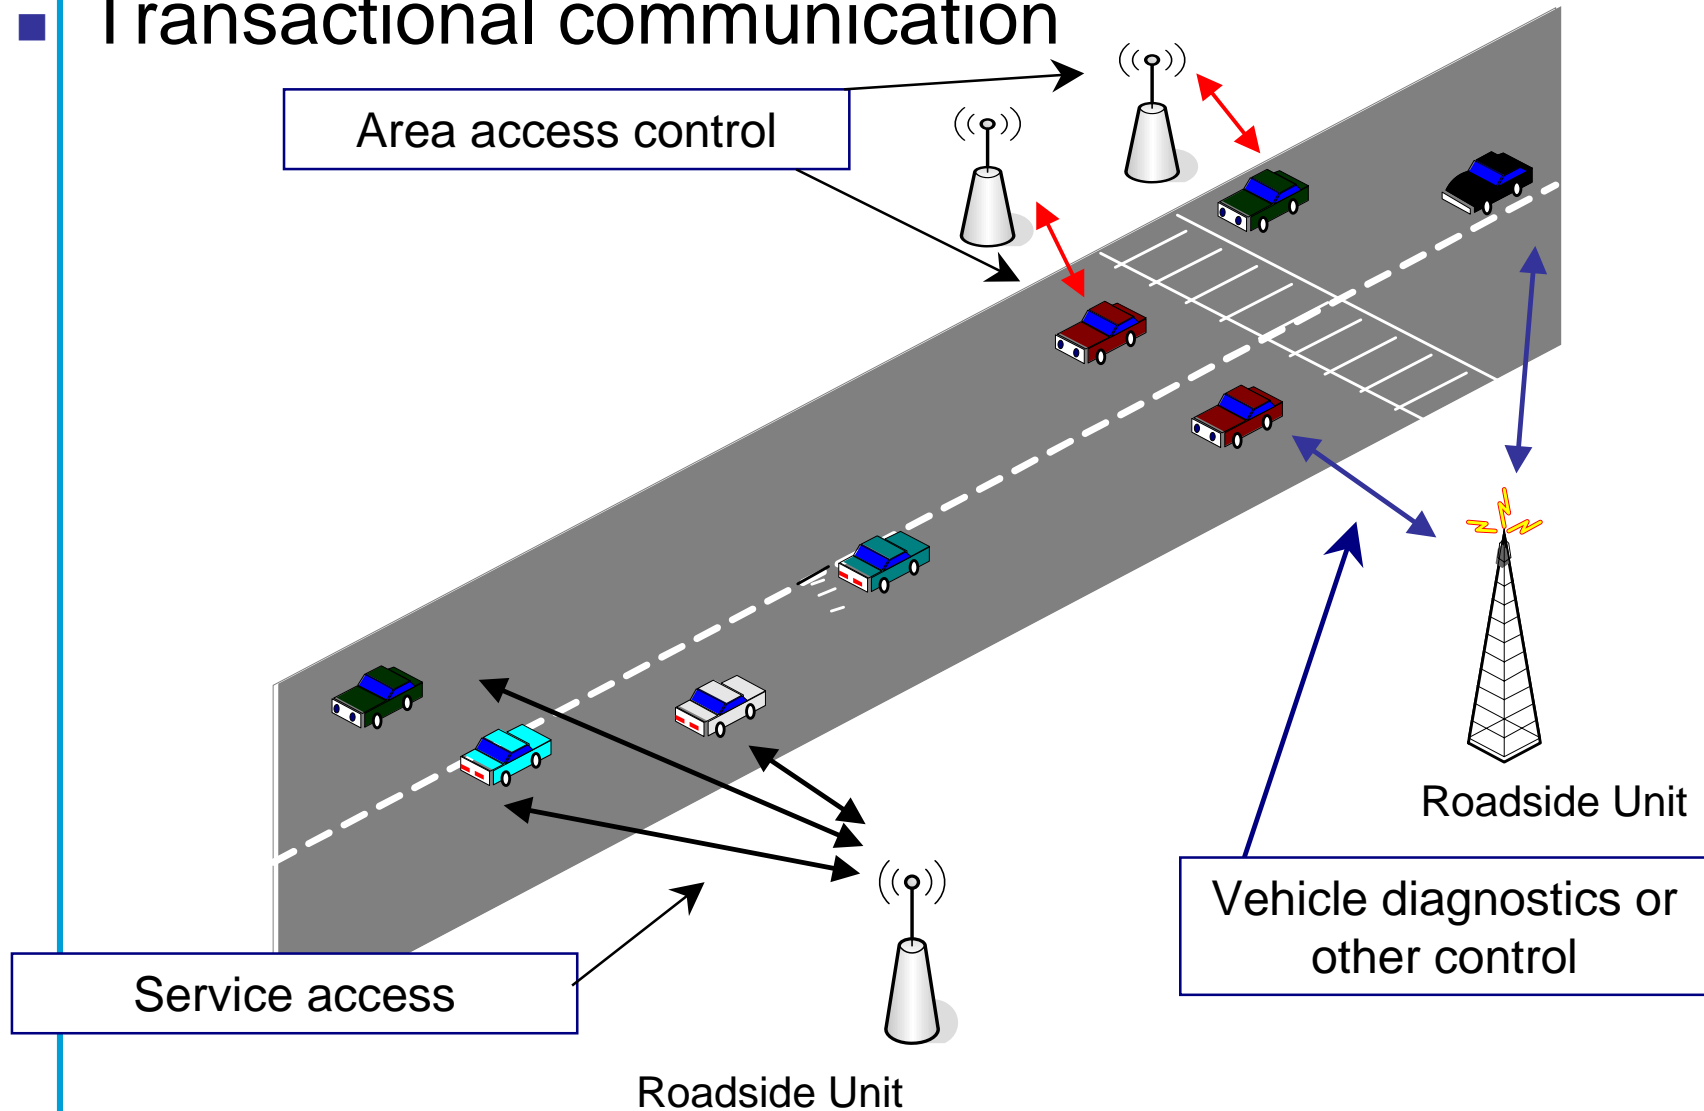 Transactional communication
Area access control
Roadside Unit
Vehicle diagnostics or
other control
Service access
Roadside Unit